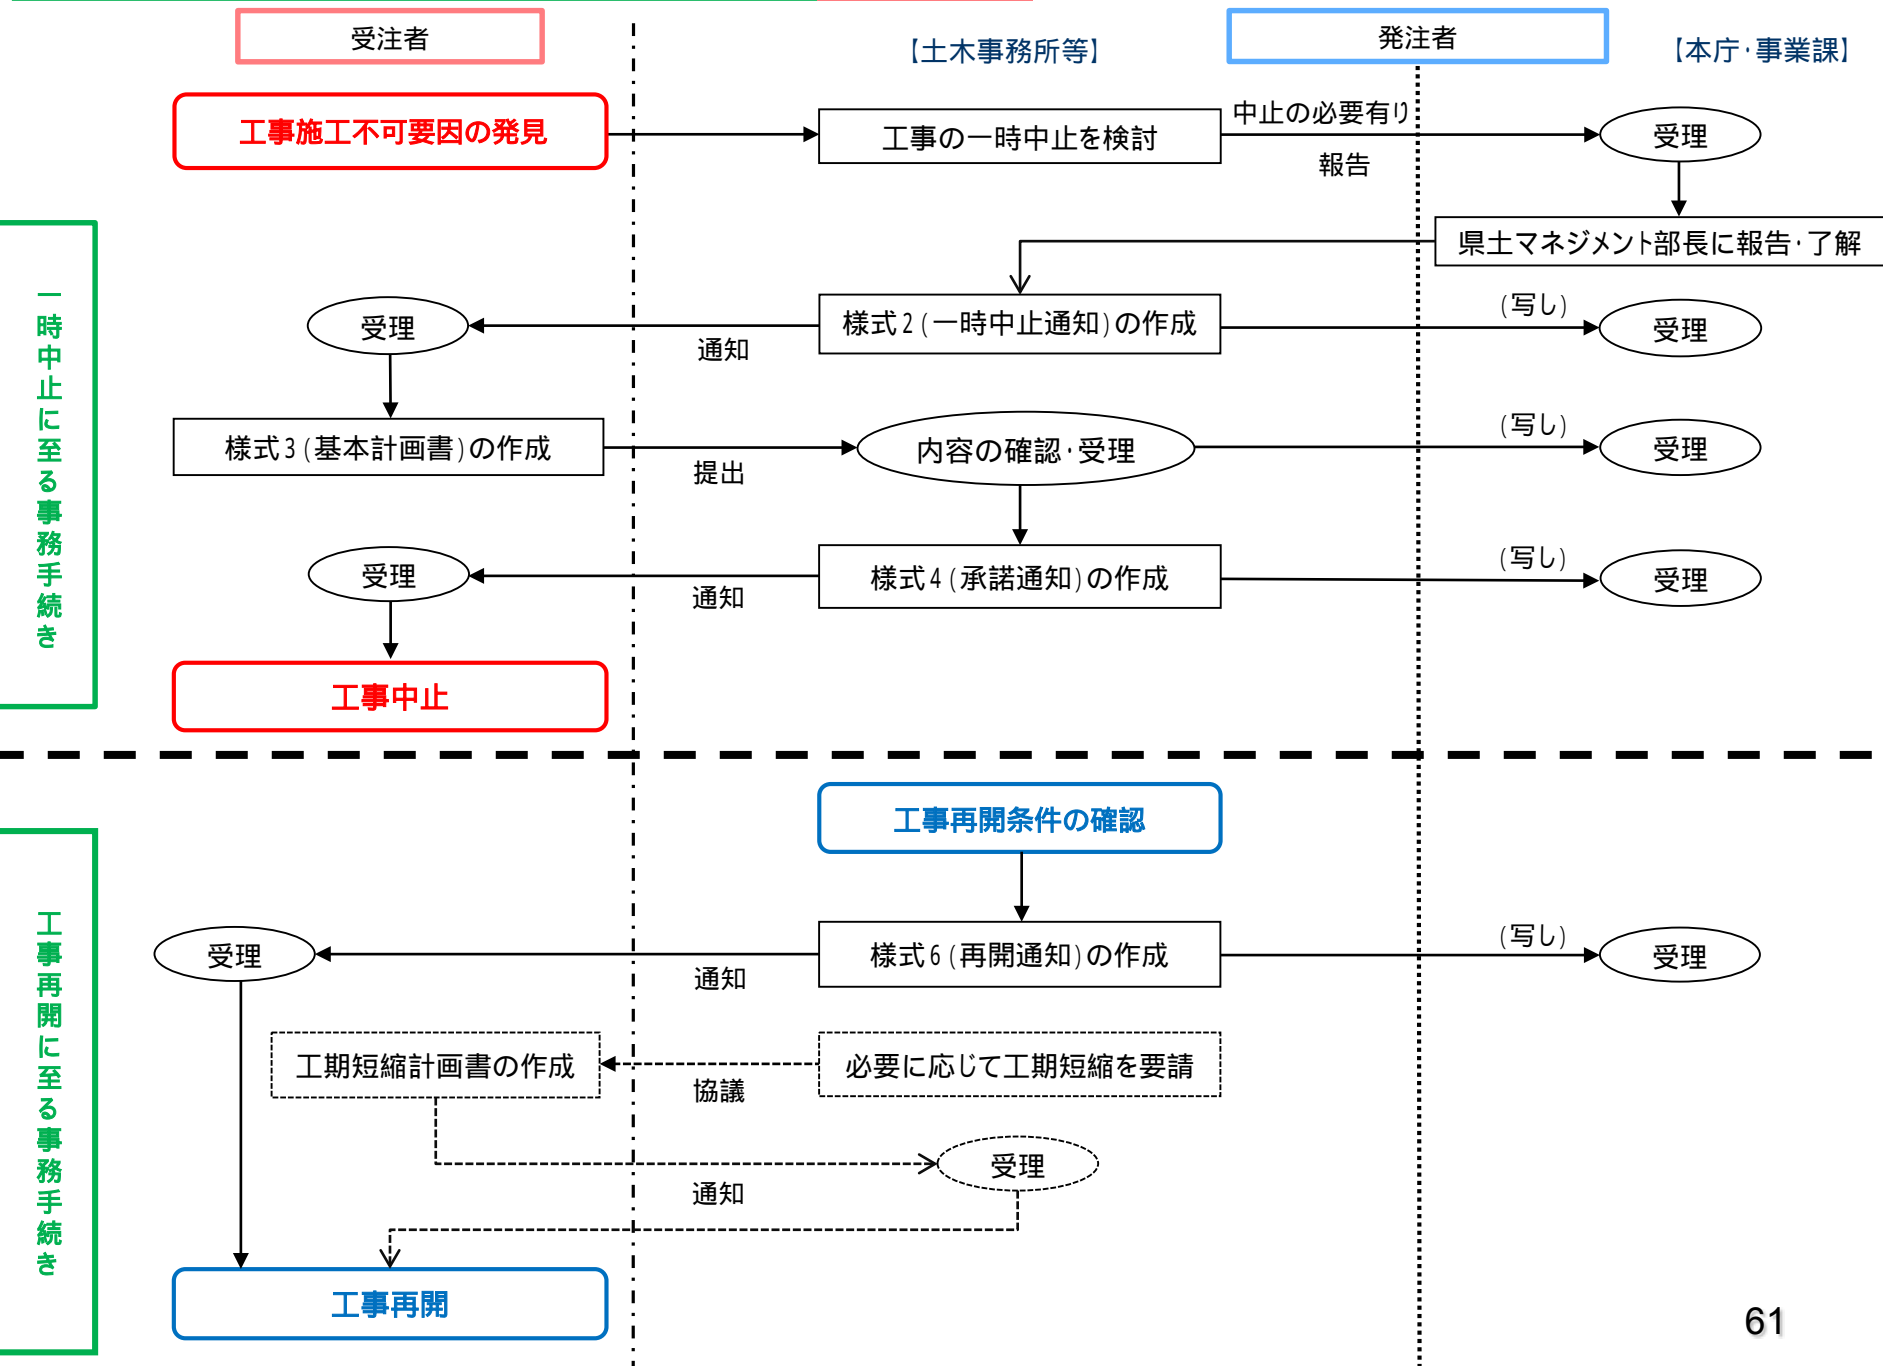 受注者
発注者
【土木事務所等】
【本庁・事業課】
工事施工不可要因の発見
工事の一時中止を検討
中止の必要有り
報告
受理
県土マネジメント部長に報告・了解
一時中止に至る事務手続き
受理
通知
様式2(一時中止通知)の作成
(写し)
受理
様式3(基本計画書)の作成
提出
内容の確認・受理
(写し)
受理
受理
通知
様式4(承諾通知)の作成
(写し)
受理
工事中止
工事再開条件の確認
工事再開に至る事務手続き
受理
通知
様式6(再開通知)の作成
(写し)
受理
工期短縮計画書の作成
協議
必要に応じて工期短縮を要請
受理
通知
工事再開
61